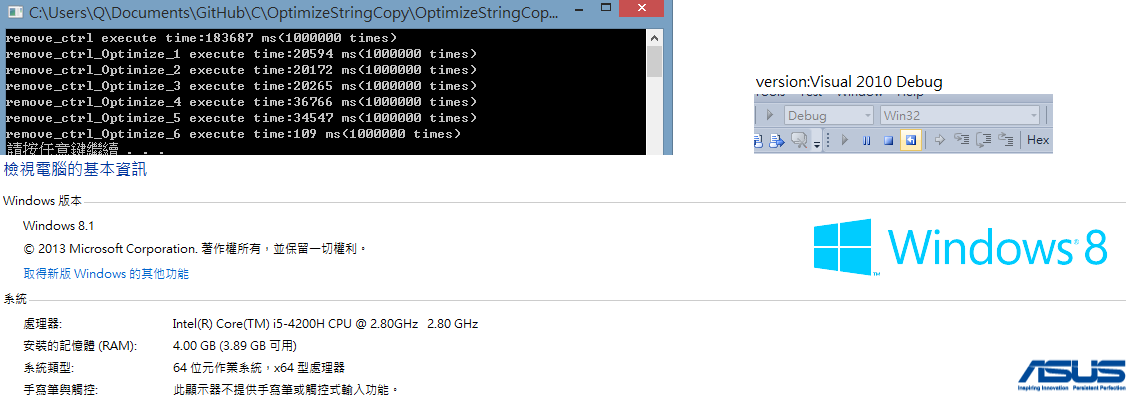 C:\Users\Q\Documents\GitHub\C\OptimizeStringCopy\OptimizeStringCop...
remove_ctrl execute time:183687 ms(1000000 times)
remove_ctrl_Optimize_1 execute time:20594 ms(1000000 times)
remove_ctrl_Optimize_2 execute time:20172 ms(1000000 times)
remove_ctrl_Optimize_3 execute time:20265 ms(1000000 times)
remove_ctrl_Optimize_4 execute time:36766 ms(1000000 times)
remove_ctrl_Optimize_5 execute time:34547 ms(1000000 times)
remove_ctrl_Optimize_6 execute time:109 ms(1000000 times)
請按任意鍵繼續 . . .
version:Visual 2010 Debug
Tools Test Window Help
Debug Win32
Hex
檢視電腦的基本資訊
Windows 版本
Windows 8.1
© 2013 Microsoft Corporation. 著作權所有，並保留一切權利。
取得新版 Windows 的其他功能
Windows 8
系統
處理器: Intel(R) Core(TM) i5-4200H CPU @ 2.80GHz 2.80 GHz
安裝的記憶體 (RAM): 4.00 GB (3.89 GB 可用)
系統類型: 64 位元作業系統，x64 型處理器
手寫筆與觸控: 此顯示器不提供手寫筆或觸控式輸入功能。
ASUS
Inspiring Innovation Persistent Perfection